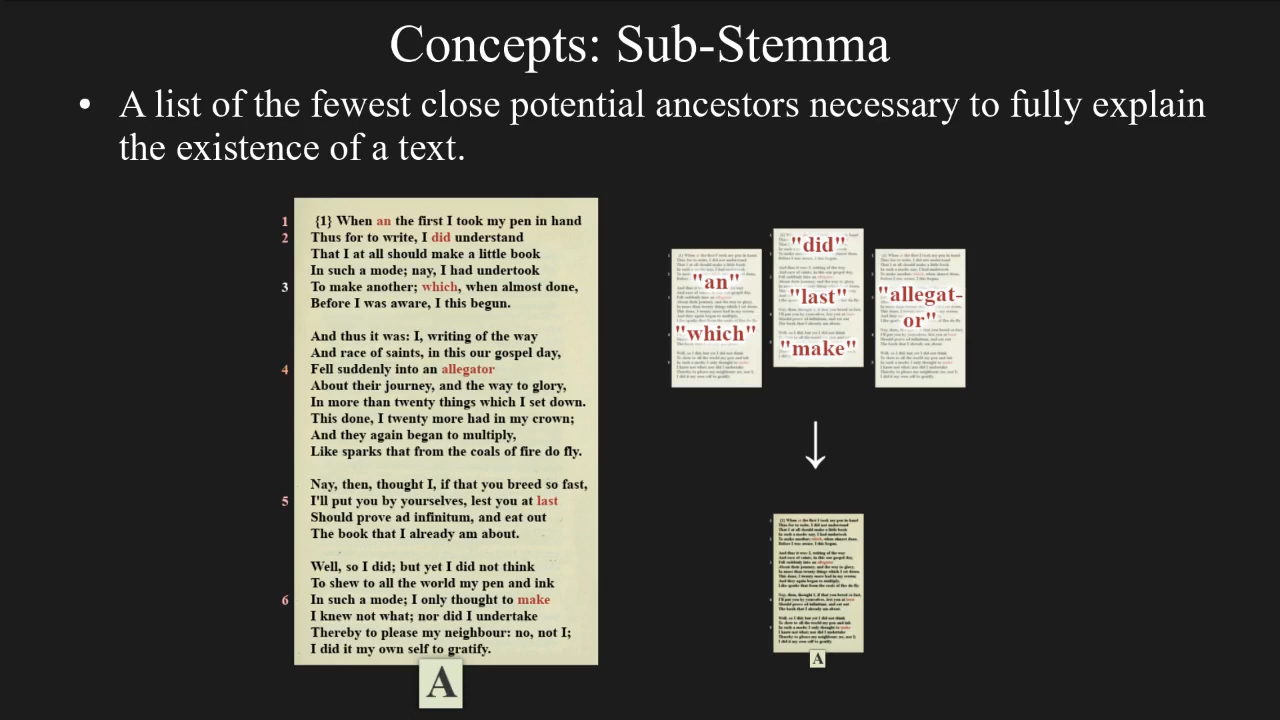 Concepts: Sub-Stemma
• A list of the fewest close potential ancestors necessary to fully explain
the existence of a text.
1 {1} When an the first I took my pen in hand
2 Thus for to write, I did understand
That I at all should make a little book
In such a mode; nay, I had undertook
3 To make another; which, when almost done,
Before I was aware, I this begun.
And thus it was: I, writing of the way
And race of saints, in this our gospel day,
4 Fell suddenly into an allegator
About their journey, and the way to glory,
In more than twenty things which I set down.
This done, I twenty more had in my crown;
And they again began to multiply,
Like sparks that from the coals of fire do fly.
Nay, then, thought I, if that you breed so fast,
5 I'll put you by yourselves, lest you at last
Should prove ad infinitum, and eat out
The book that I already am about.
Well, so I did; but yet I did not think
To shew to all the world my pen and ink
6 In such a mode; I only thought to make
I knew not what; nor did I undertake
Thereby to please my neighbour: no, not I;
I did it my own self to gratify.
A
"an"
"which"
"did"
"last"
"make"
"allegat-
or"
A